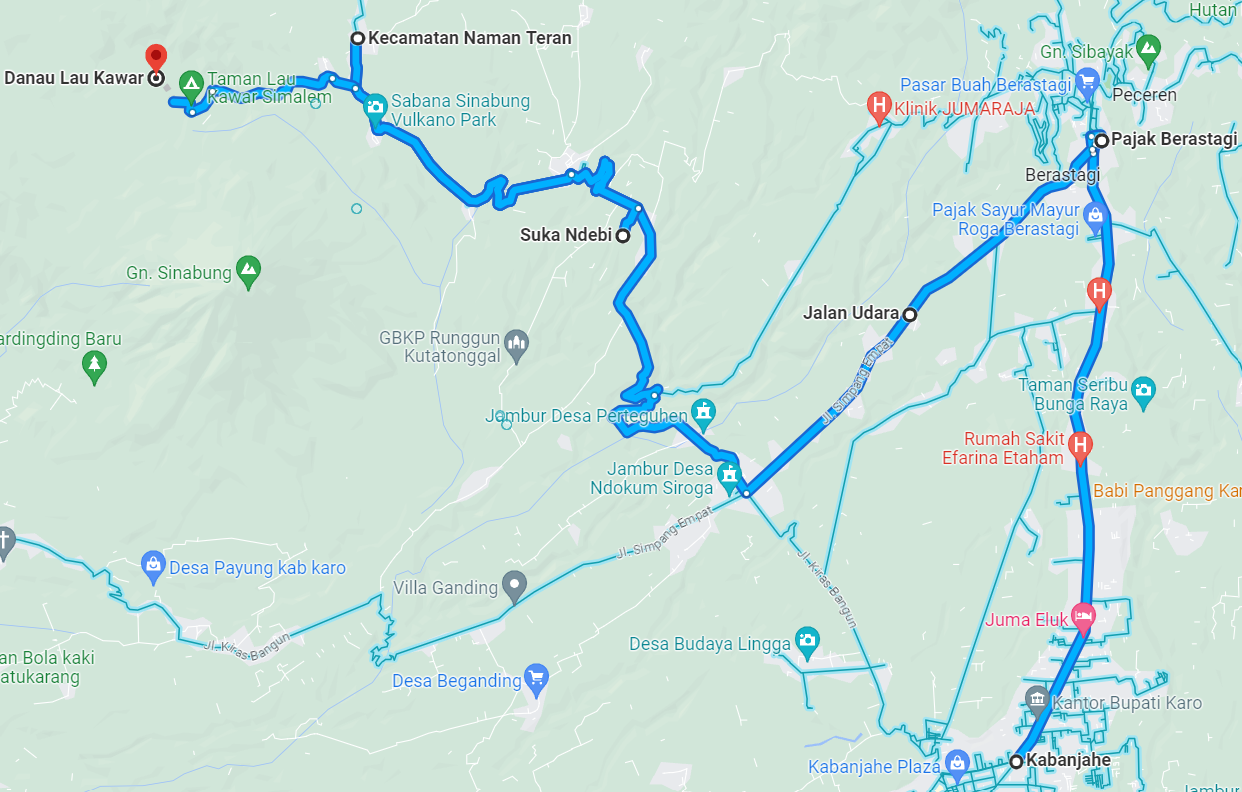 Hutan
Kecamatan Naman Teran
Gn. Sibayak
Danau Lau Kawar
Taman Lau
Kawar Simalem
Pasar Buah Berastagi
Peceren
Sabana Sinabung
Vulkano Park
H
Klinik JUMARAJA
Pajak Berastagi
Berastagi
Pajak Sayur Mayur
Roga Berastagi
Suka Ndebi
Gn. Sinabung
H
Jalan Udara
ardingding Baru
GBKP Runggun
Kutatonggal
Jl. Simpang Empat
Taman Seribu
Bunga Raya
Jambur Desa Perteguhen
Rumah Sakit
Efarina Etaham
H
Jambur Desa
Ndokum Siroga
Babi Panggang Kar
Jl. Simpang Empat
Desa Payung kab karo
Villa Ganding
Jl. Kiras Bangun
Juma Eluk
Jl. Kiras Bangun
Desa Budaya Lingga
an Bola kaki
atukarang
Desa Beganding
Kantor Bupati Karo
Kabanjahe
Kabanjahe Plaza
Jambur